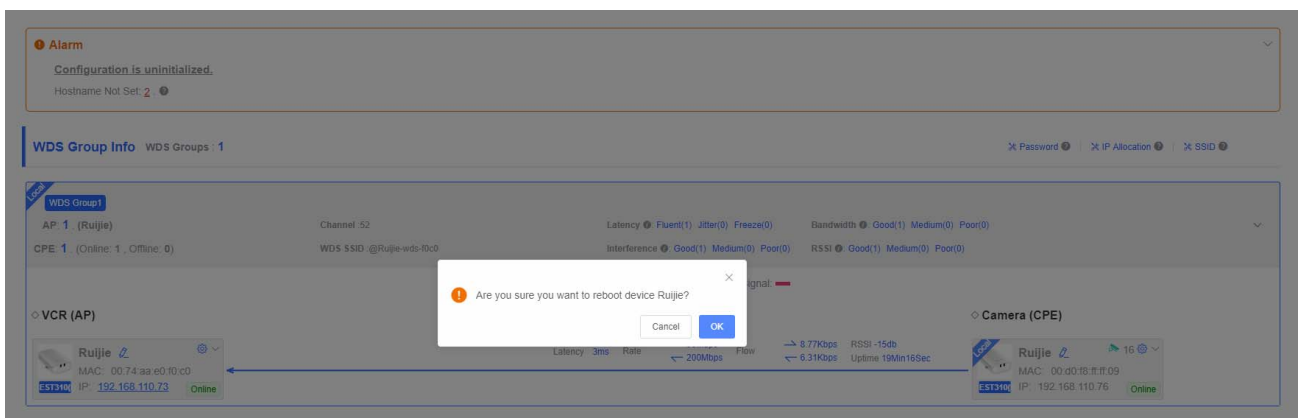 Alarm
Configuration is uninitialized.
Hostname Not Set: 2 .
WDS Group Info WDS Groups : 1
Password IP Allocation SSID
Local
WDS Group1
AP: 1 . (Ruijie) Channel :52 Latency Fluent(1) Jitter(0) Freeze(0) Bandwidth Good(1) Medium(0) Poor(0)
CPE: 1 . (Online: 1 , Offline: 0) WDS SSID :@Ruijie-wds-f0c0 Interference Good(1) Medium(0) Poor(0) RSSI Good(1) Medium(0) Poor(0)
Are you sure you want to reboot device Ruijie?
Cancel OK
VCR (AP) Camera (CPE)
Ruijie
MAC: 00:74:aa:e0:f0:c0
EST310 IP: 192.168.110.73 Online
Latency 3ms Rate 200Mbps Flow 8.77Kbps 6.31Kbps RSSI -15db
Uptime 19Min16Sec
Local
Ruijie 16
MAC: 00:d0:f8:ff:ff:09
EST310 IP: 192.168.110.76 Online